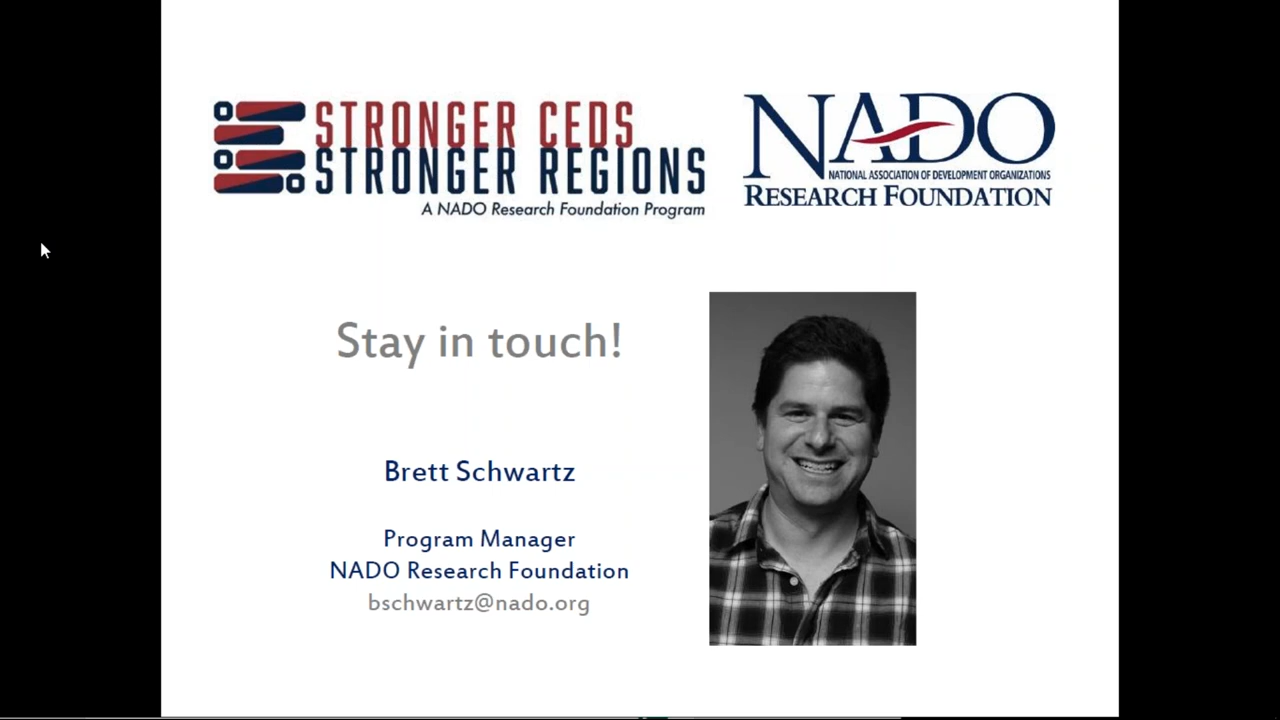 STRONGER CEDS
STRONGER REGIONS
A NADO Research Foundation Program
NADO
NATIONAL ASSOCIATION OF DEVELOPMENT ORGANIZATIONS
RESEARCH FOUNDATION
Stay in touch!
Brett Schwartz
Program Manager
NADO Research Foundation
bschwartz@nado.org